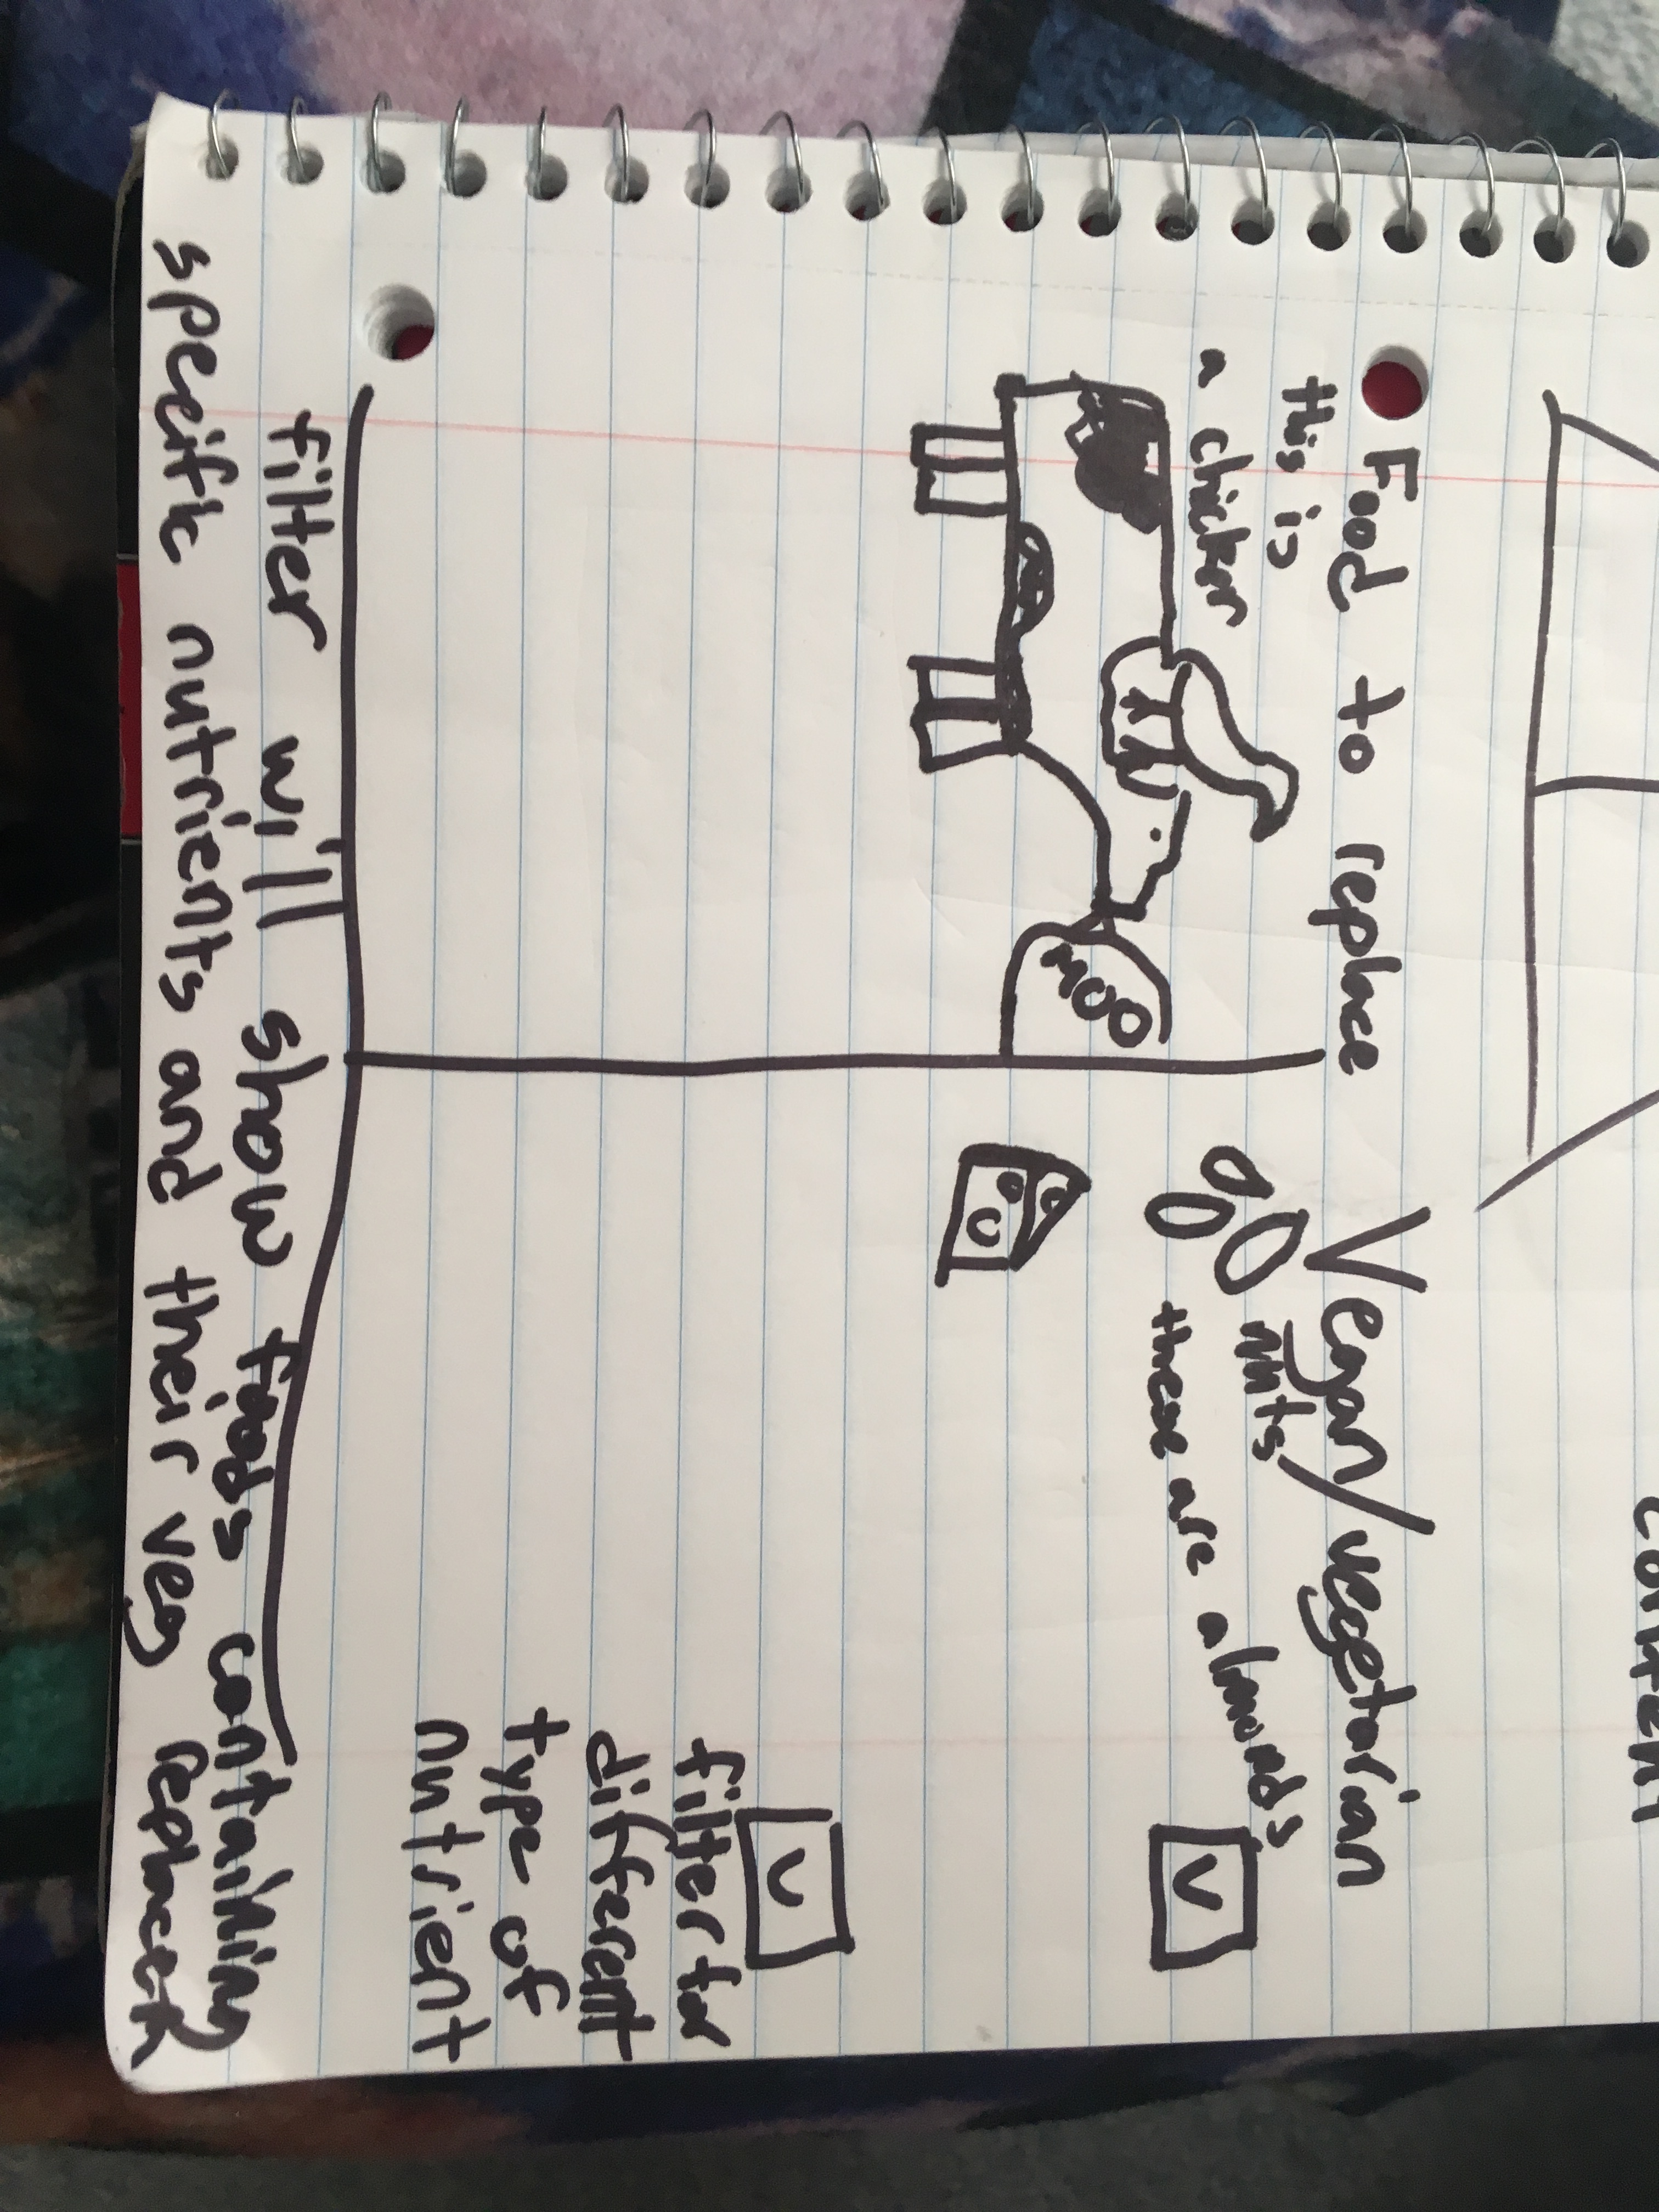 content
Food to replace
this is
a chicken
MOO
Vegan/vegetarian
nuts
these are almonds
V
V
filter for
different
type of
nutrient
filter will show foods containing
specific nutrients and their veg